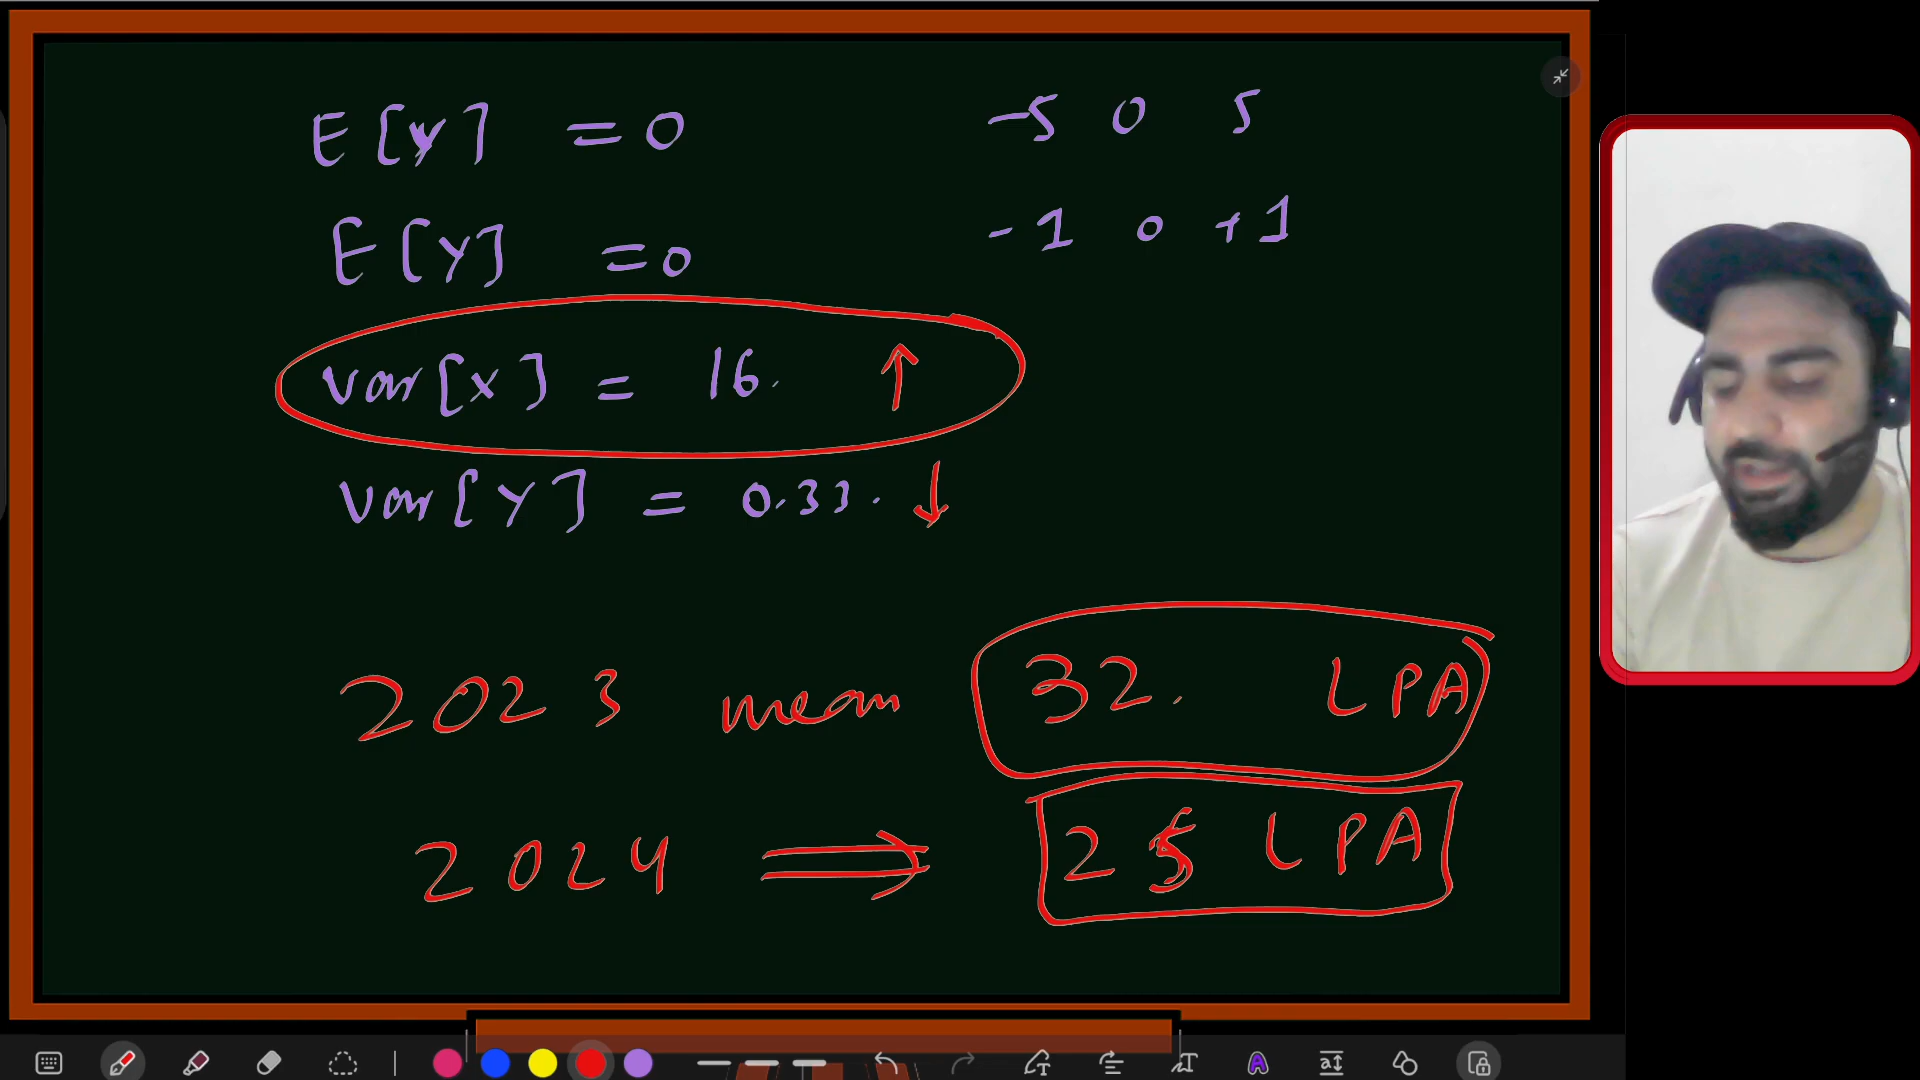 E[Y] = 0 -5 0 5
E[Y] = 0 -1 0 +1
Var[X] = 16. ↑
Var[Y] = 0.33. ↓
2023 mean 32. LPA
2024 ⟹ 25 LPA